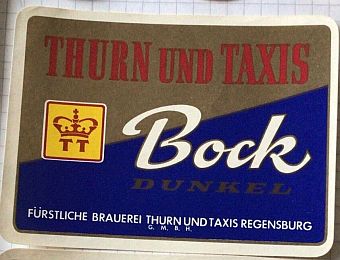 THURN UND TAXIS
TT
Bock
DUNKEL
FÜRSTLICHE BRAUEREI THURN UND TAXIS REGENSBURG
G. M. B. H.